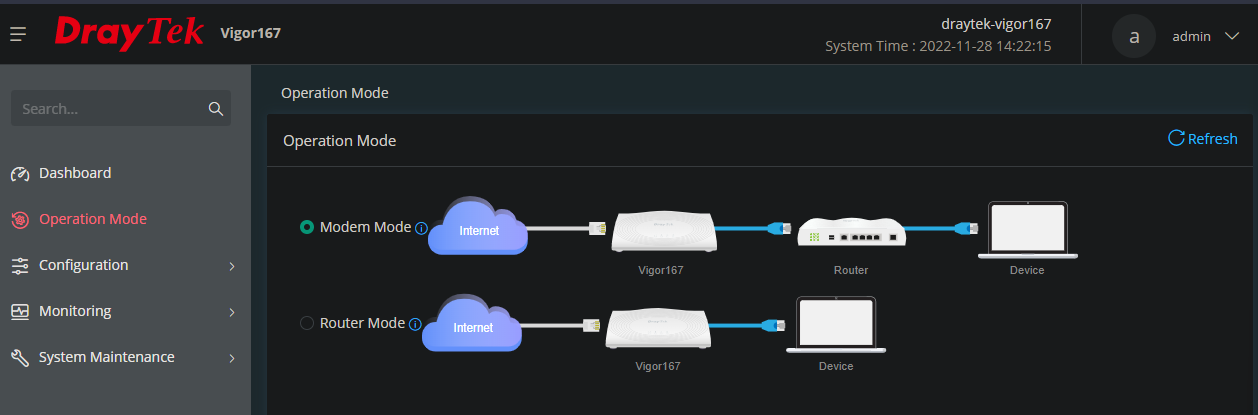 DrayTek Vigor167
draytek-vigor167
System Time : 2022-11-28 14:22:15
a admin
Search...
Dashboard
Operation Mode
Configuration
Monitoring
System Maintenance
Operation Mode
Operation Mode
Refresh
Modem Mode
Internet
Vigor167
Router
Device
Router Mode
Internet
Vigor167
Device